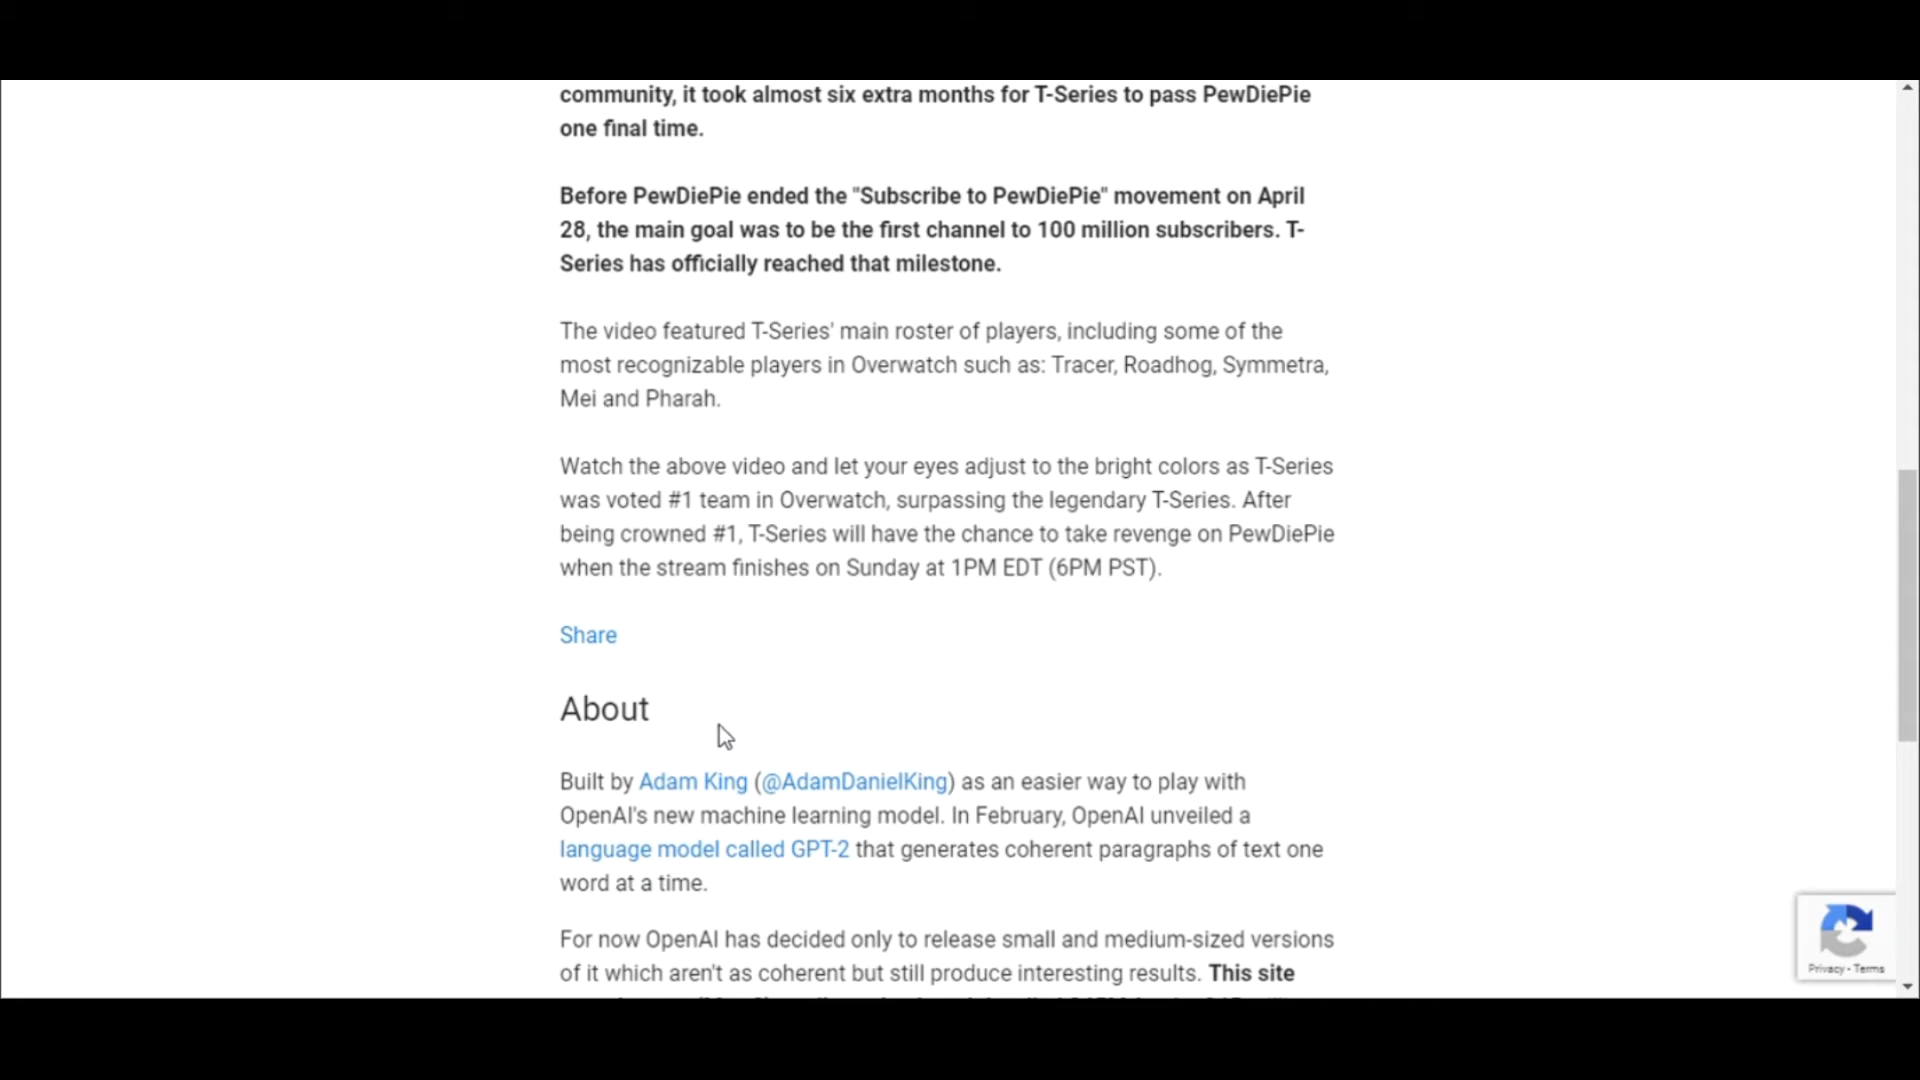 community, it took almost six extra months for T-Series to pass PewDiePie
one final time.
Before PewDiePie ended the "Subscribe to PewDiePie" movement on April
28, the main goal was to be the first channel to 100 million subscribers. T-
Series has officially reached that milestone.
The video featured T-Series' main roster of players, including some of the
most recognizable players in Overwatch such as: Tracer, Roadhog, Symmetra,
Mei and Pharah.
Watch the above video and let your eyes adjust to the bright colors as T-Series
was voted #1 team in Overwatch, surpassing the legendary T-Series. After
being crowned #1, T-Series will have the chance to take revenge on PewDiePie
when the stream finishes on Sunday at 1PM EDT (6PM PST).
Share
About
Built by Adam King (@AdamDanielKing) as an easier way to play with
OpenAI's new machine learning model. In February, OpenAI unveiled a
language model called GPT-2 that generates coherent paragraphs of text one
word at a time.
For now OpenAI has decided only to release small and medium-sized versions
of it which aren't as coherent but still produce interesting results. This site
Privacy - Terms